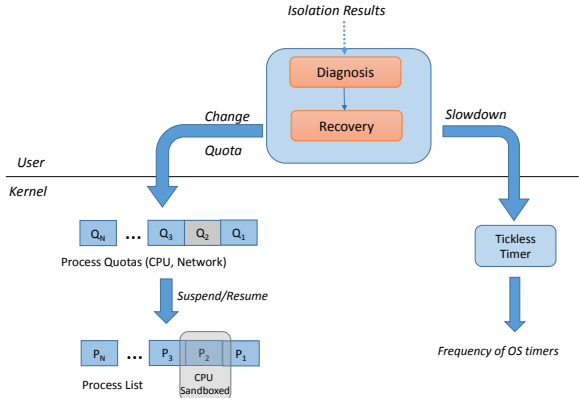 Isolation Results
Diagnosis
Recovery
Change
Quota
Slowdown
User
Kernel
QN ... Q3 Q2 Q1
Process Quotas (CPU, Network)
Tickless
Timer
Suspend/Resume
Frequency of OS timers
PN ... P3 P2 P1
Process List
CPU
Sandboxed